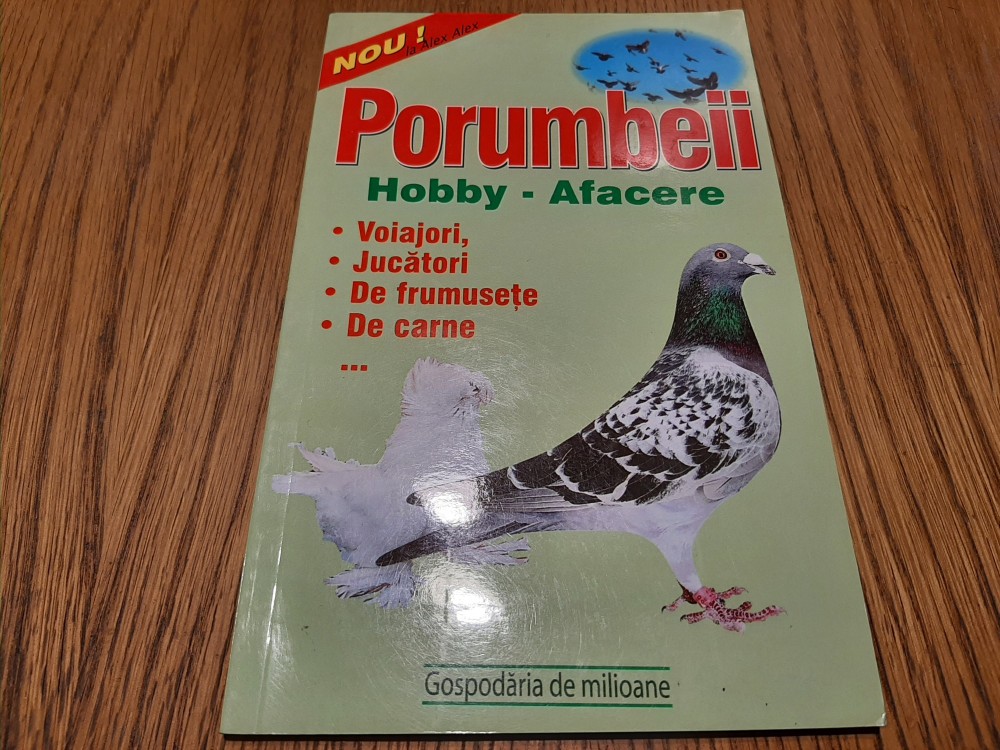 NOU!
la Alex Alex
Porumbeii
Hobby - Afacere
• Voiajori,
• Jucători
• De frumusețe
• De carne
...
Gospodăria de milioane